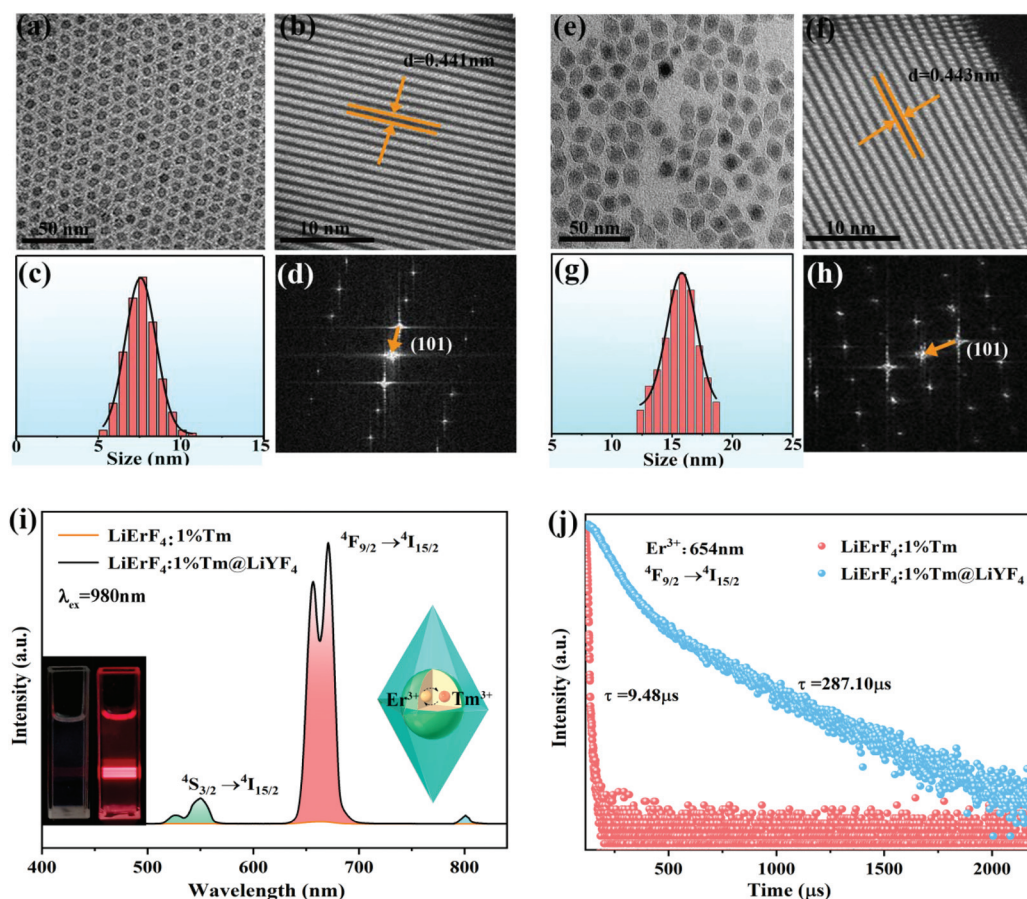 (a)
50 nm
(b)
d=0.441nm
10 nm
(e)
50 nm
(f)
d=0.443nm
10 nm
(c)
0 5 10 15
Size (nm)
(d)
(101)
(g)
5 10 15 20 25
Size (nm)
(h)
(101)
(i)
LiErF₄:1%Tm
LiErF₄:1%Tm@LiYF₄
λex=980nm
⁴F₉/₂→⁴I₁₅/₂
Er³⁺ Tm³⁺
⁴S₃/₂→⁴I₁₅/₂
Intensity (a.u.)
400 500 600 700 800
Wavelength (nm)
(j)
Er³⁺: 654nm
⁴F₉/₂→⁴I₁₅/₂
LiErF₄:1%Tm
LiErF₄:1%Tm@LiYF₄
τ =9.48μs
τ =287.10μs
Intensity (a.u.)
500 1000 1500 2000
Time (μs)